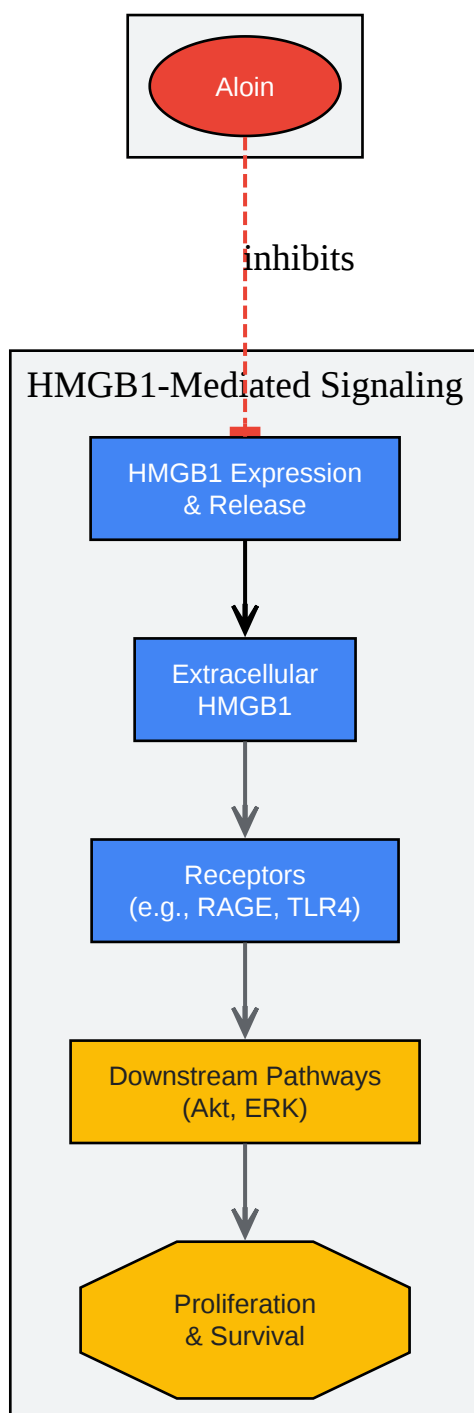 Aloin
inhibits
HMGB1-Mediated Signaling
HMGB1 Expression
& Release
Extracellular
HMGB1
Receptors
(e.g., RAGE, TLR4)
Downstream Pathways
(Akt, ERK)
Proliferation
& Survival